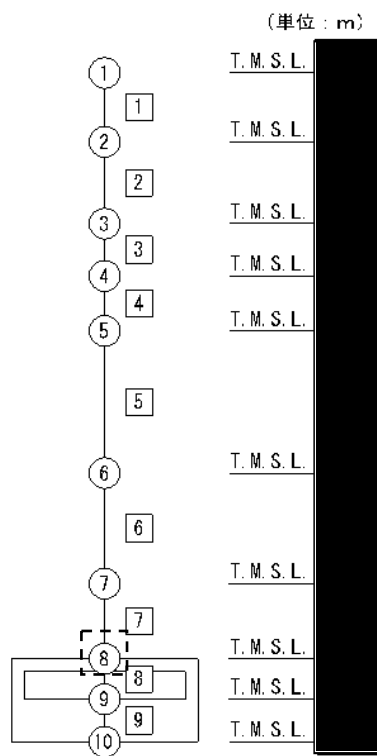 (単位：m)
① T. M. S. L.
1
② T. M. S. L.
2
③ T. M. S. L.
3
④ T. M. S. L.
4
⑤ T. M. S. L.
5
⑥ T. M. S. L.
6
⑦ T. M. S. L.
7
⑧ T. M. S. L.
8
⑨ T. M. S. L.
9
⑩ T. M. S. L.